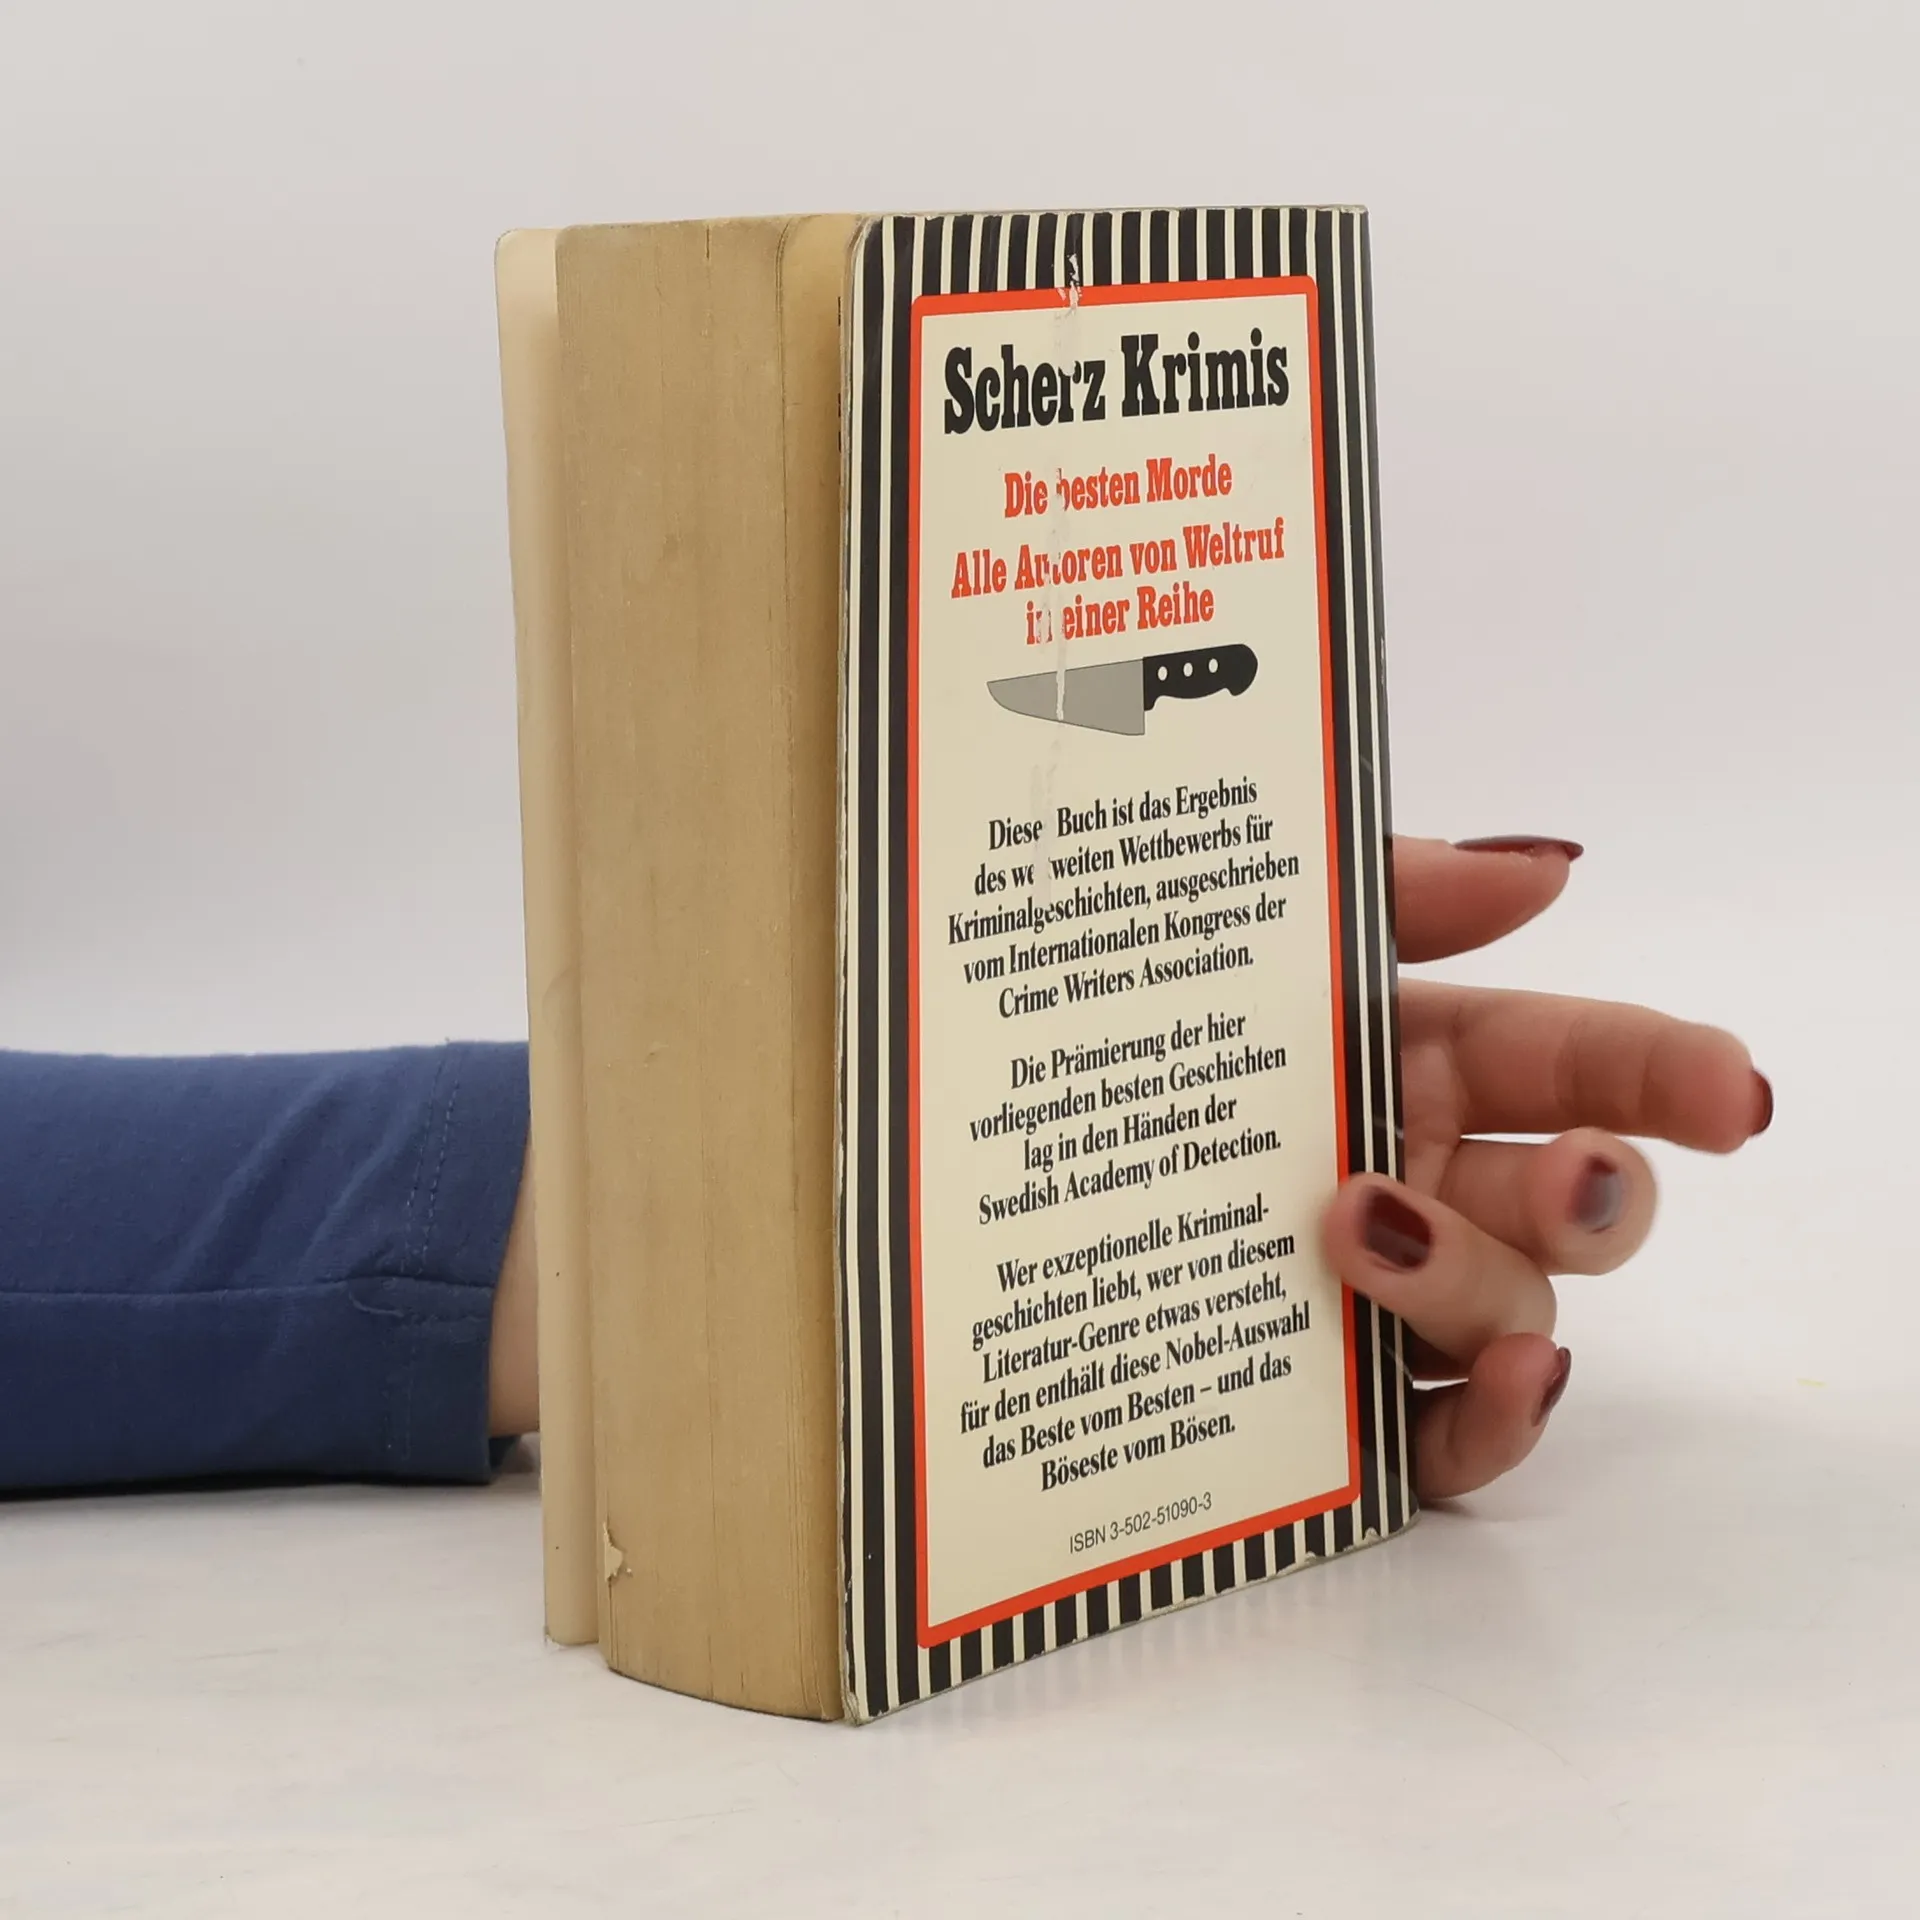 Scherz Krimis
Die besten Morde
Alle Autoren von Weltruf
in einer Reihe
Dieses Buch ist das Ergebnis
des weltweiten Wettbewerbs für
Kriminalgeschichten, ausgeschrieben
vom Internationalen Kongress der
Crime Writers Association.
Die Prämierung der hier
vorliegenden besten Geschichten
lag in den Händen der
Swedish Academy of Detection.
Wer exzeptionelle Kriminal-
geschichten liebt, wer von diesem
Literatur-Genre etwas versteht,
für den enthält diese Nobel-Auswahl
das Beste vom Besten – und das
Böseste vom Bösen.
ISBN 3-502-51090-3